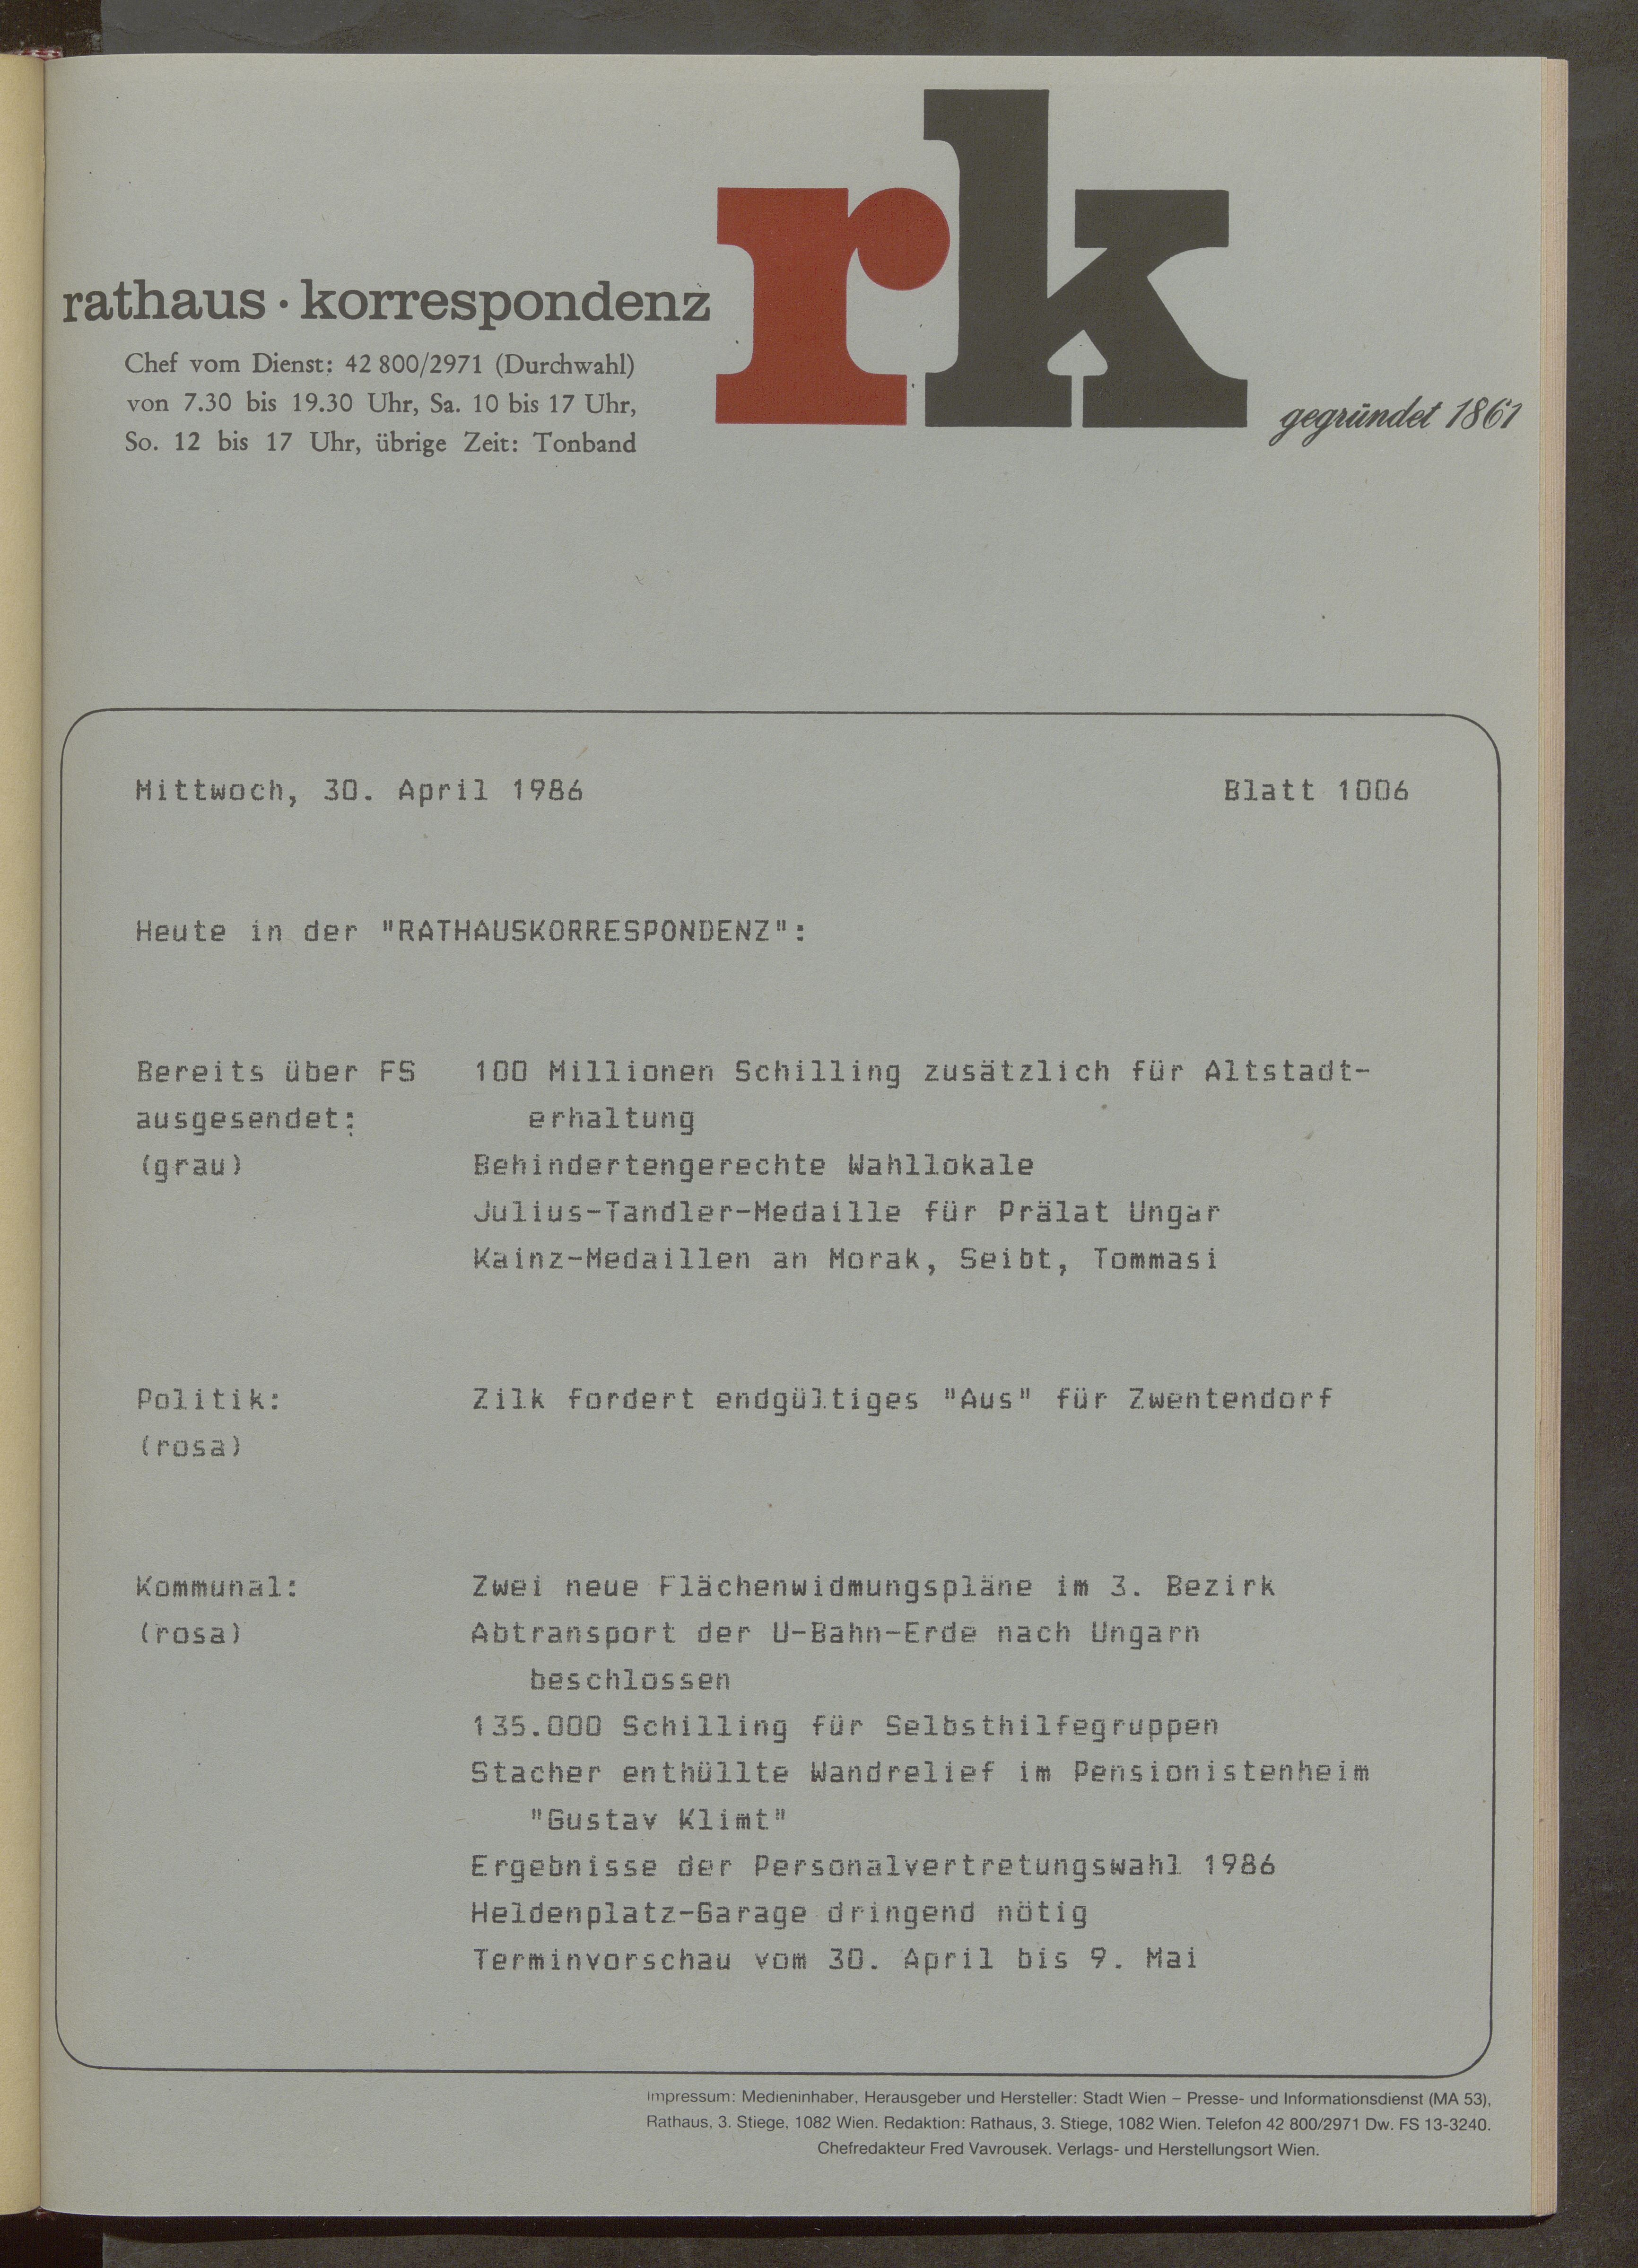 rk
rathaus · korrespondenz
Chef vom Dienst: 42 800/2971 (Durchwahl)
von 7.30 bis 19.30 Uhr, Sa. 10 bis 17 Uhr,
So. 12 bis 17 Uhr, übrige Zeit: Tonband
gegründet 1861
Mittwoch, 30. April 1986 Blatt 1006
Heute in der "RATHAUSKORRESPONDENZ":
Bereits über FS 100 Millionen Schilling zusätzlich für Altstadt-
ausgesendet: erhaltung
(grau) Behindertengerechte Wahllokale
Julius-Tandler-Medaille für Prälat Ungar
Kainz-Medaillen an Morak, Seibt, Tommasi
Politik: Zilk fordert endgültiges "Aus" für Zwentendorf
(rosa)
Kommunal: Zwei neue Flächenwidmungspläne im 3. Bezirk
(rosa) Abtransport der U-Bahn-Erde nach Ungarn
beschlossen
135.000 Schilling für Selbsthilfegruppen
Stacher enthüllte Wandrelief im Pensionistenheim
"Gustav Klimt"
Ergebnisse der Personalvertretungswahl 1986
Heldenplatz-Garage dringend nötig
Terminvorschau vom 30. April bis 9. Mai
Impressum: Medieninhaber, Herausgeber und Hersteller: Stadt Wien – Presse- und Informationsdienst (MA 53),
Rathaus, 3. Stiege, 1082 Wien. Redaktion: Rathaus, 3. Stiege, 1082 Wien. Telefon 42 800/2971 Dw. FS 13-3240.
Chefredakteur Fred Vavrousek. Verlags- und Herstellungsort Wien.